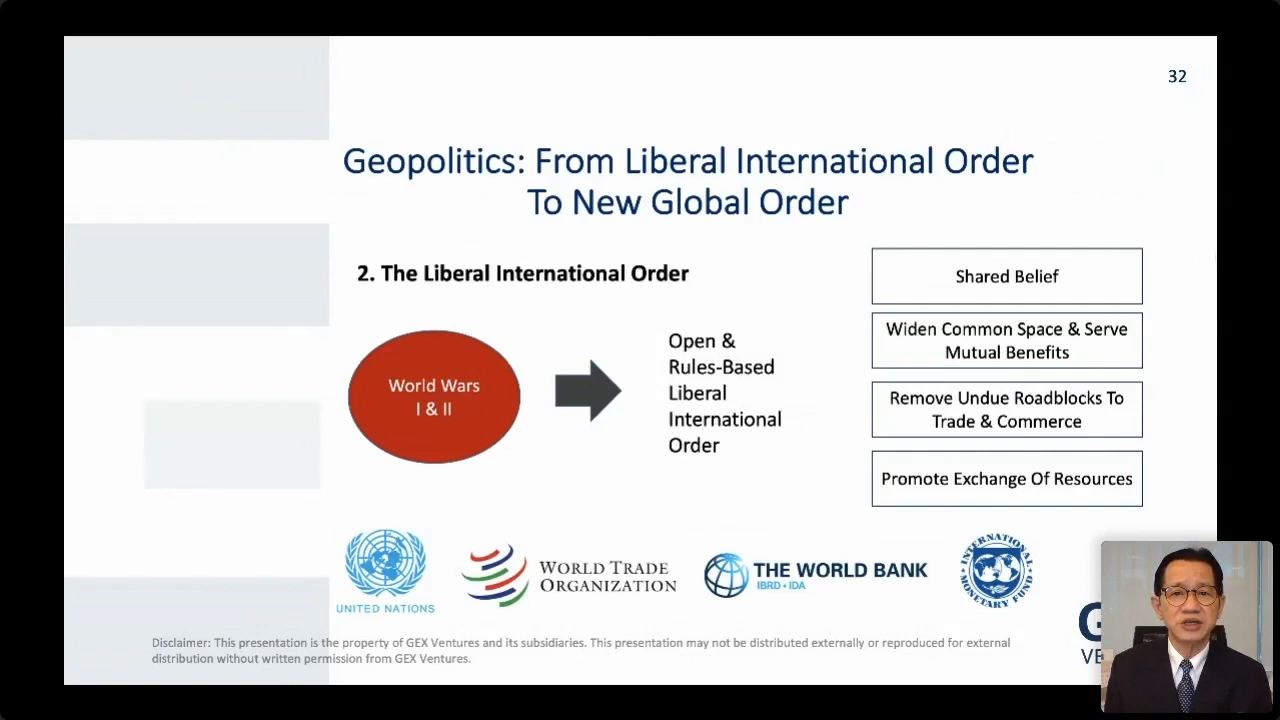 32
Geopolitics: From Liberal International Order
To New Global Order
2. The Liberal International Order
World Wars
I & II
Open &
Rules-Based
Liberal
International
Order
Shared Belief
Widen Common Space & Serve
Mutual Benefits
Remove Undue Roadblocks To
Trade & Commerce
Promote Exchange Of Resources
UNITED NATIONS
WORLD TRADE
ORGANIZATION
THE WORLD BANK
IBRD • IDA
INTERNATIONAL
MONETARY FUND
G
VE
Disclaimer: This presentation is the property of GEX Ventures and its subsidiaries. This presentation may not be distributed externally or reproduced for external
distribution without written permission from GEX Ventures.